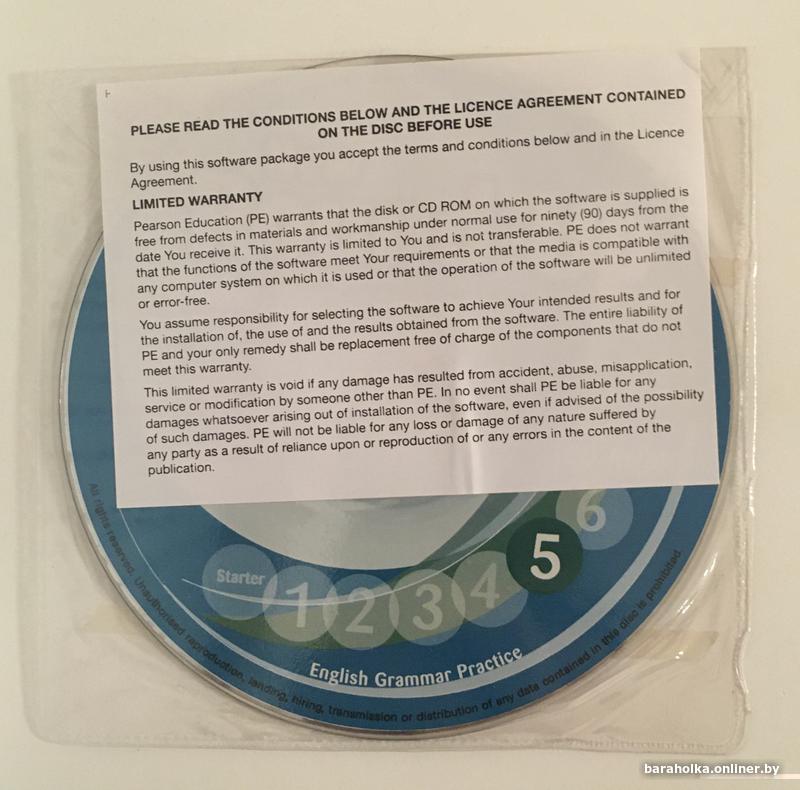 PLEASE READ THE CONDITIONS BELOW AND THE LICENCE AGREEMENT CONTAINED
ON THE DISC BEFORE USE
By using this software package you accept the terms and conditions below and in the Licence
Agreement.
LIMITED WARRANTY
Pearson Education (PE) warrants that the disk or CD ROM on which the software is supplied is
free from defects in materials and workmanship under normal use for ninety (90) days from the
date You receive it. This warranty is limited to You and is not transferable. PE does not warrant
that the functions of the software meet Your requirements or that the media is compatible with
any computer system on which it is used or that the operation of the software will be unlimited
or error-free.
You assume responsibility for selecting the software to achieve Your intended results and for
the installation of, the use of and the results obtained from the software. The entire liability of
PE and your only remedy shall be replacement free of charge of the components that do not
meet this warranty.
This limited warranty is void if any damage has resulted from accident, abuse, misapplication,
service or modification by someone other than PE. In no event shall PE be liable for any
damages whatsoever arising out of installation of the software, even if advised of the possibility
of such damages. PE will not be liable for any loss or damage of any nature suffered by
any party as a result of reliance upon or reproduction of or any errors in the content of the
publication.
Starter 1 2 3 4 5 6
English Grammar Practice
All rights reserved. Unauthorised reproduction, lending, hiring, transmission or distribution of any data contained in this disc is prohibited
baraholka.onliner.by